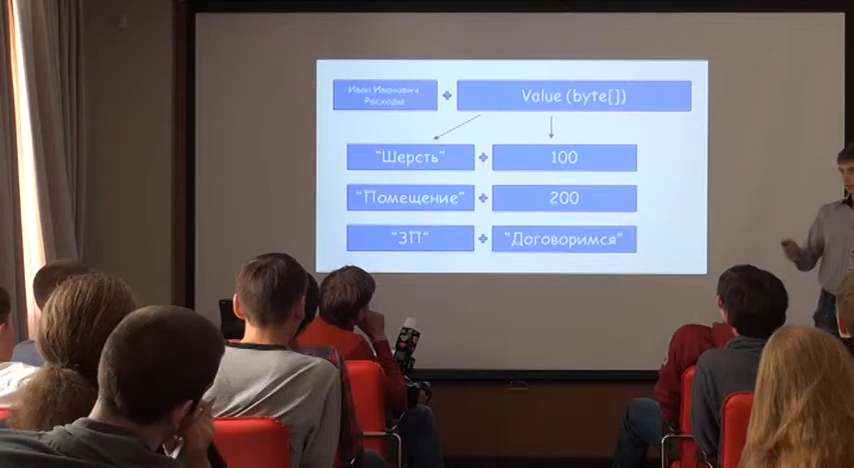 Иван Иванович
Расходы
Value (byte[])
“Шерсть”
100
“Помещение”
200
“ЗП”
“Договоримся”